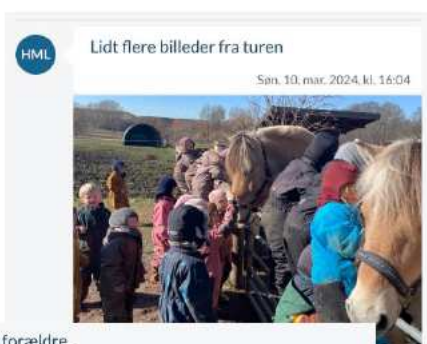 HML
Lidt flere billeder fra turen
Søn. 10. mar. 2024, kl. 16:04
forældre